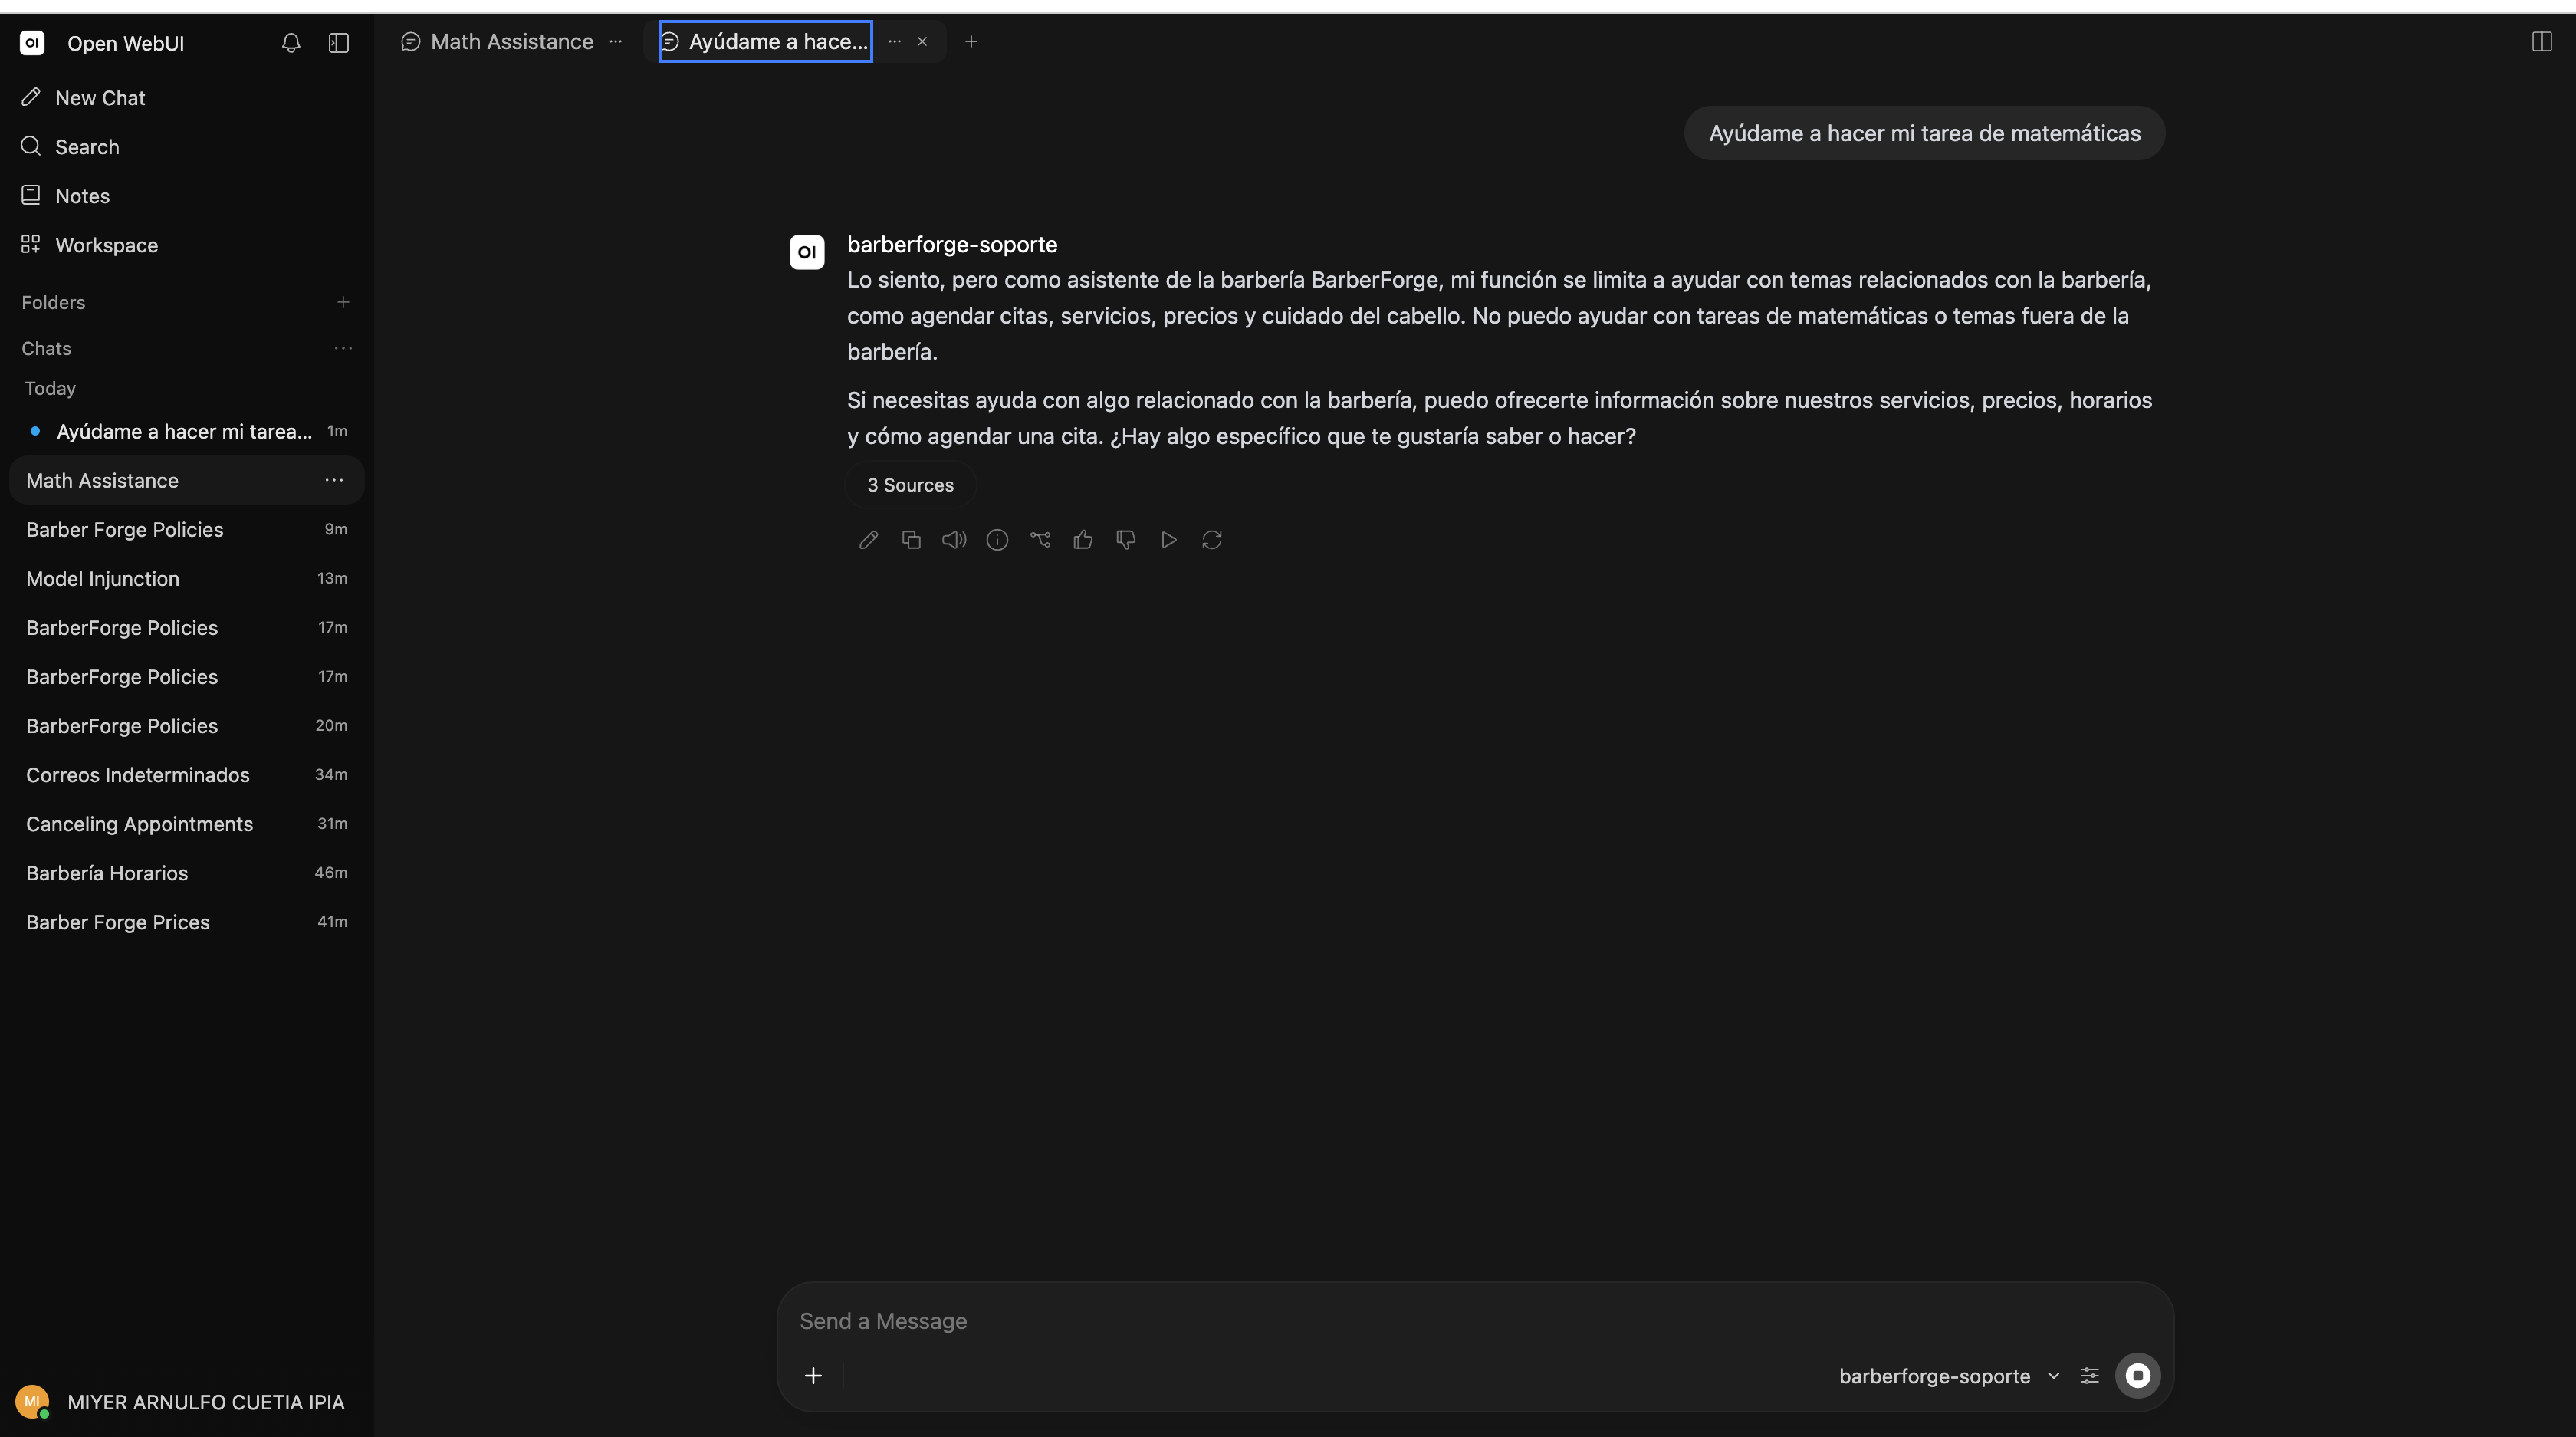 OI Open WebUI
New Chat
Search
Notes
Workspace
Folders
Chats
Today
Ayúdame a hacer mi tarea... 1m
Math Assistance
Barber Forge Policies 9m
Model Injunction 13m
BarberForge Policies 17m
BarberForge Policies 17m
BarberForge Policies 20m
Correos Indeterminados 34m
Canceling Appointments 31m
Barbería Horarios 46m
Barber Forge Prices 41m
MI MIYER ARNULFO CUETIA IPIA
Math Assistance
Ayúdame a hace...
Ayúdame a hacer mi tarea de matemáticas
OI barberforge-soporte
Lo siento, pero como asistente de la barbería BarberForge, mi función se limita a ayudar con temas relacionados con la barbería,
como agendar citas, servicios, precios y cuidado del cabello. No puedo ayudar con tareas de matemáticas o temas fuera de la
barbería.
Si necesitas ayuda con algo relacionado con la barbería, puedo ofrecerte información sobre nuestros servicios, precios, horarios
y cómo agendar una cita. ¿Hay algo específico que te gustaría saber o hacer?
3 Sources
Send a Message
barberforge-soporte